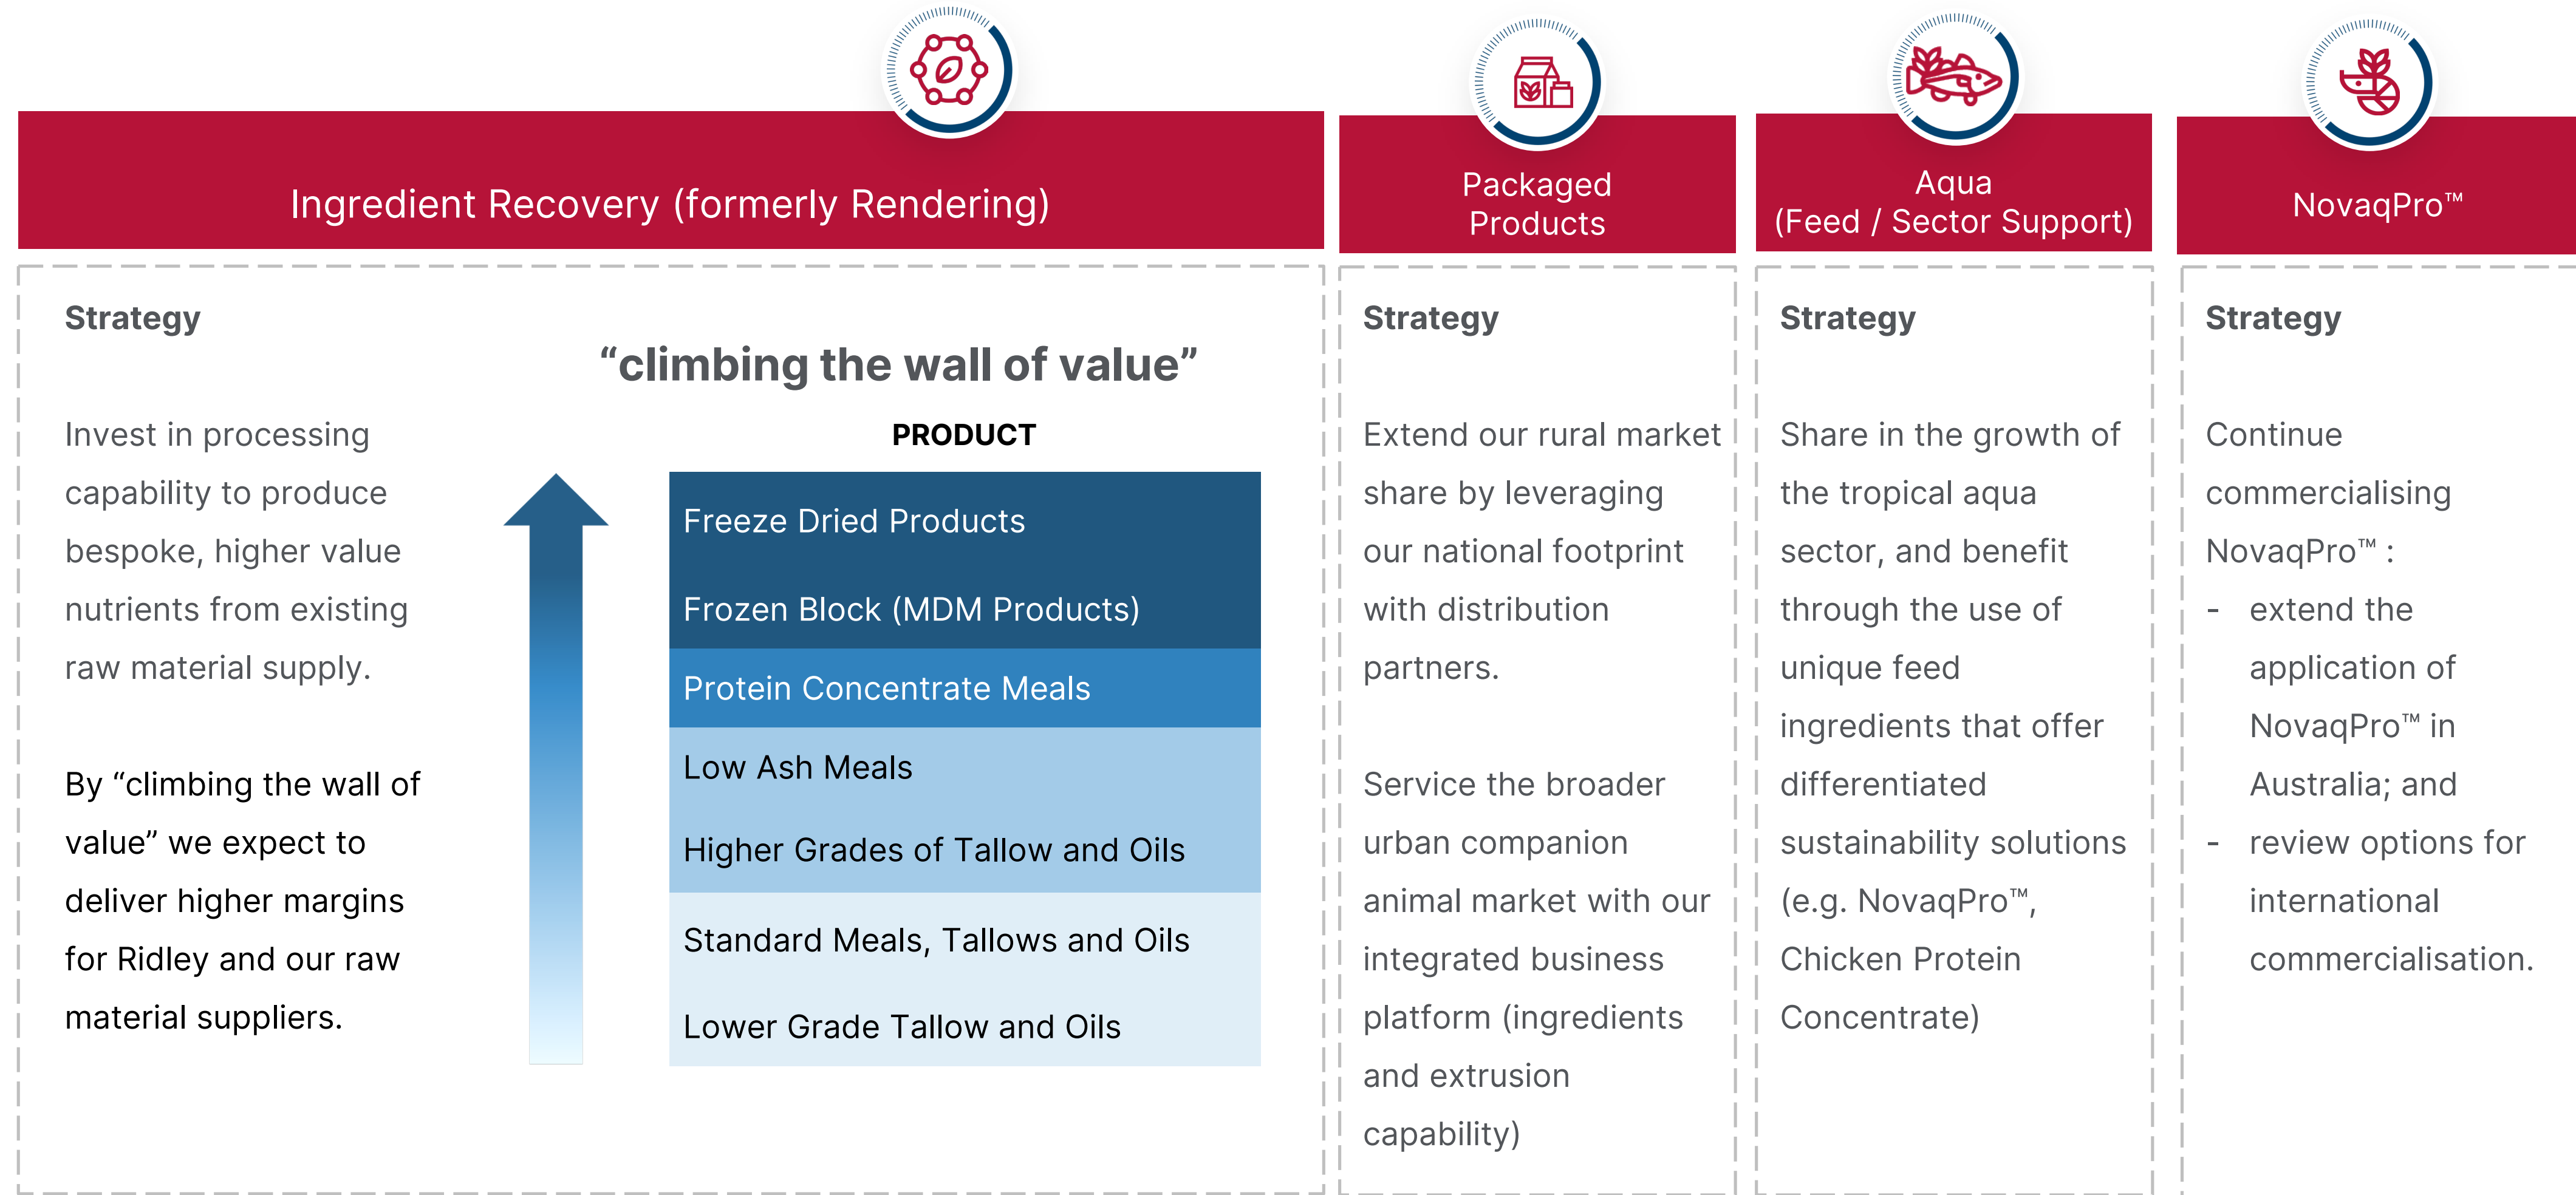 Ingredient Recovery (formerly Rendering)
Strategy
Invest in processing
capability to produce
bespoke, higher value
nutrients from existing
raw material supply.
By “climbing the wall of
value” we expect to
deliver higher margins
for Ridley and our raw
material suppliers.
“climbing the wall of value”
PRODUCT
Freeze Dried Products
Frozen Block (MDM Products)
Protein Concentrate Meals
Low Ash Meals
Higher Grades of Tallow and Oils
Standard Meals, Tallows and Oils
Lower Grade Tallow and Oils
Packaged
Products
Strategy
Extend our rural market
share by leveraging
our national footprint
with distribution
partners.
Service the broader
urban companion
animal market with our
integrated business
platform (ingredients
and extrusion
capability)
Aqua
(Feed / Sector Support)
Strategy
Share in the growth of
the tropical aqua
sector, and benefit
through the use of
unique feed
ingredients that offer
differentiated
sustainability solutions
(e.g. NovaqPro™,
Chicken Protein
Concentrate)
NovaqPro™
Strategy
Continue
commercialising
NovaqPro™ :
- extend the
application of
NovaqPro™ in
Australia; and
- review options for
international
commercialisation.